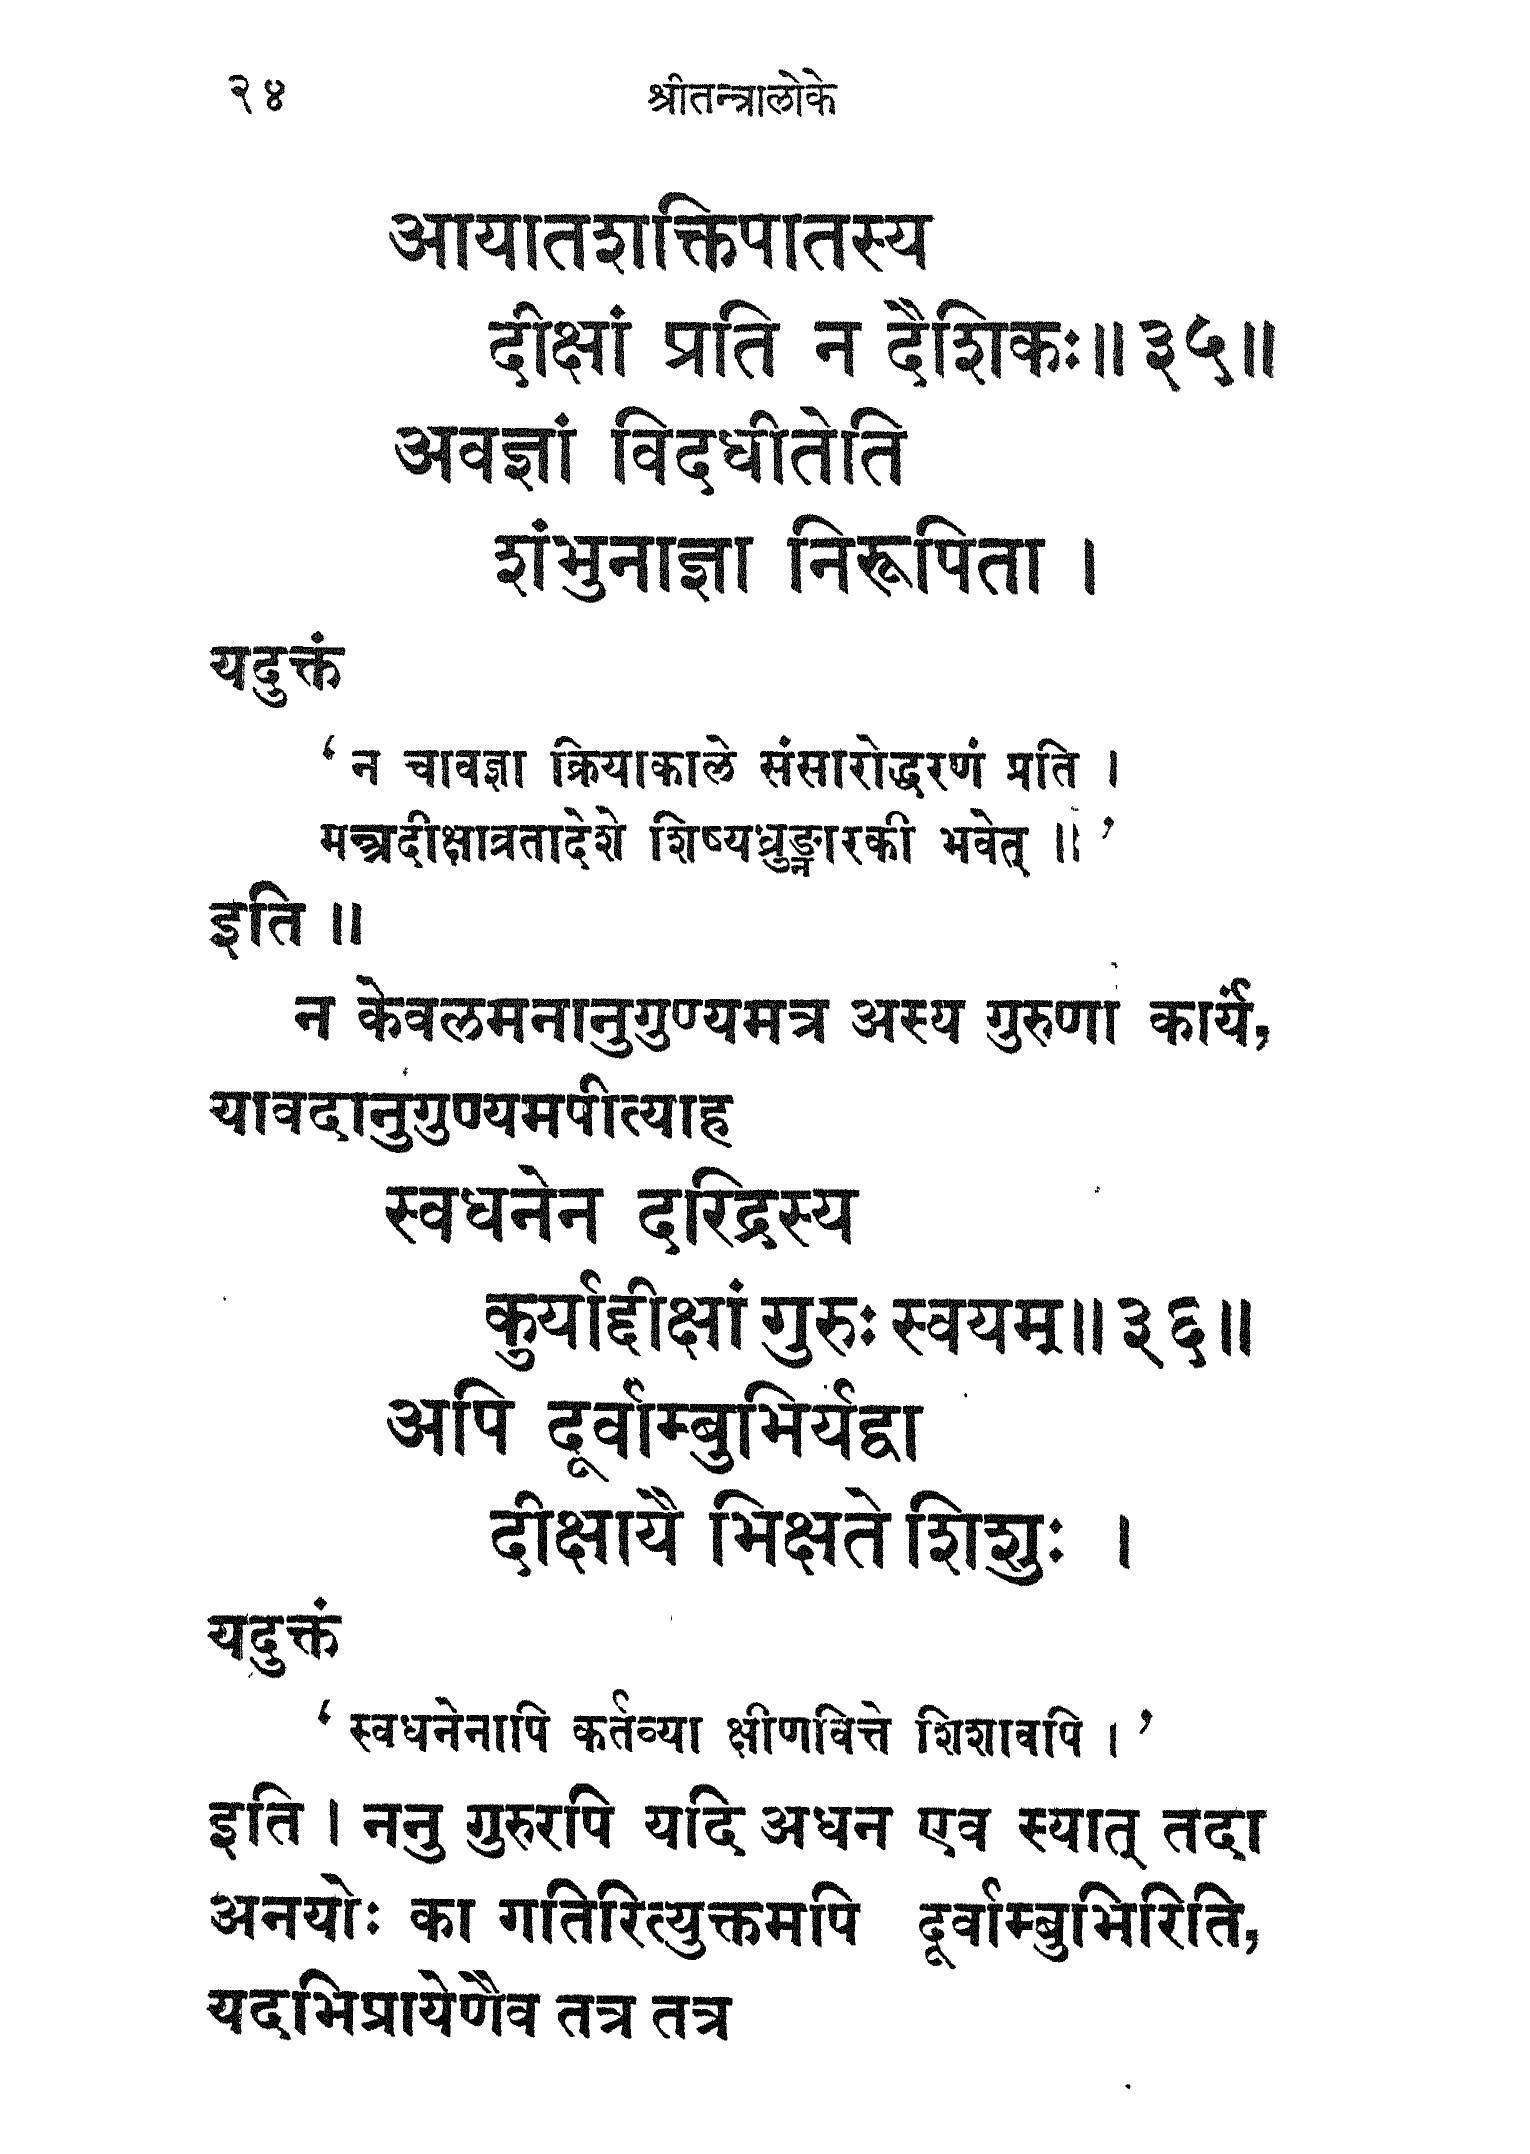 २४ श्रीतन्त्रालोके
आयातशक्तिपातस्य
दीक्षां प्रति न दैशिकः॥ ३५॥
अवज्ञां विदधीतेति
शंभुनाज्ञा निरूपिता ।
यदुक्तं
‘ न चावज्ञा क्रियाकाले संसारोद्धरणं प्रति ।
मन्त्रदीक्षाव्रतादेशे भवेत् ॥ ’
इति ॥
न केवलमनानुगुण्यमत्र अस्य गुरुणा कार्यं,
यावदानुगुण्यमपीत्याह
स्वधनेन दरिद्रस्य
कुर्याद्दीक्षां गुरुः स्वयम्॥ ३६॥
अपि दूर्वाम्बुभिर्यद्वा
दीक्षायै भिक्षते शिशुः ।
यदुक्तं
‘ स्वधनेनापि कर्तव्या क्षीणवित्ते शिशावपि । ’
इति । ननु गुरुरपि यदि अधन एव स्यात् तदा
अनयोः का गतिरित्युक्तमपि दूर्वाम्बुभिरिति,
यदभिप्रायेणैव तत्र तत्र